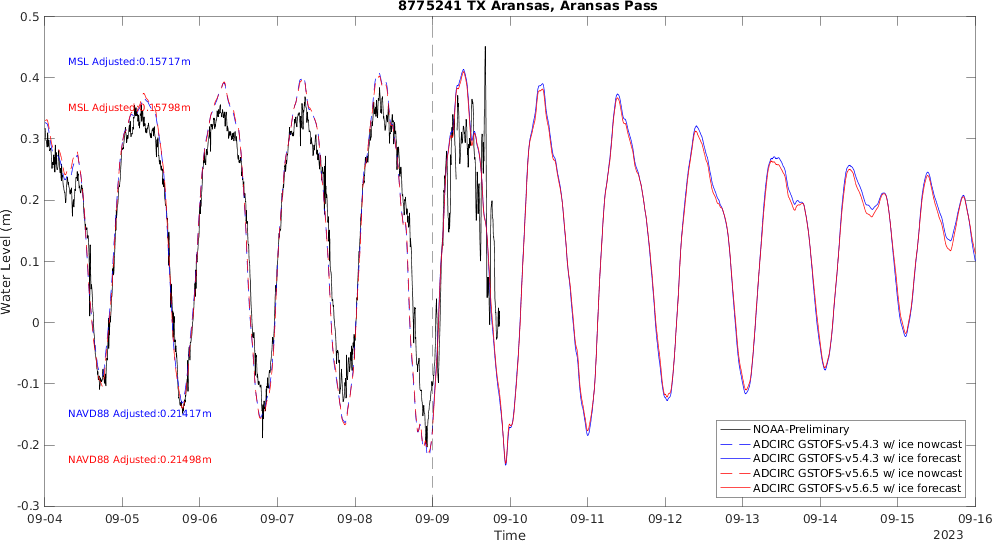 8775241 TX Aransas, Aransas Pass
0.5
0.4
0.3
0.2
0.1
0
-0.1
-0.2
-0.3
Water Level (m)
MSL Adjusted:0.15717m
MSL Adjusted:0.15798m
NAVD88 Adjusted:0.21417m
NAVD88 Adjusted:0.21498m
NOAA-Preliminary
ADCIRC GSTOFS-v5.4.3 w/ ice nowcast
ADCIRC GSTOFS-v5.4.3 w/ ice forecast
ADCIRC GSTOFS-v5.6.5 w/ ice nowcast
ADCIRC GSTOFS-v5.6.5 w/ ice forecast
09-04 09-05 09-06 09-07 09-08 09-09 09-10 09-11 09-12 09-13 09-14 09-15 09-16
Time
2023